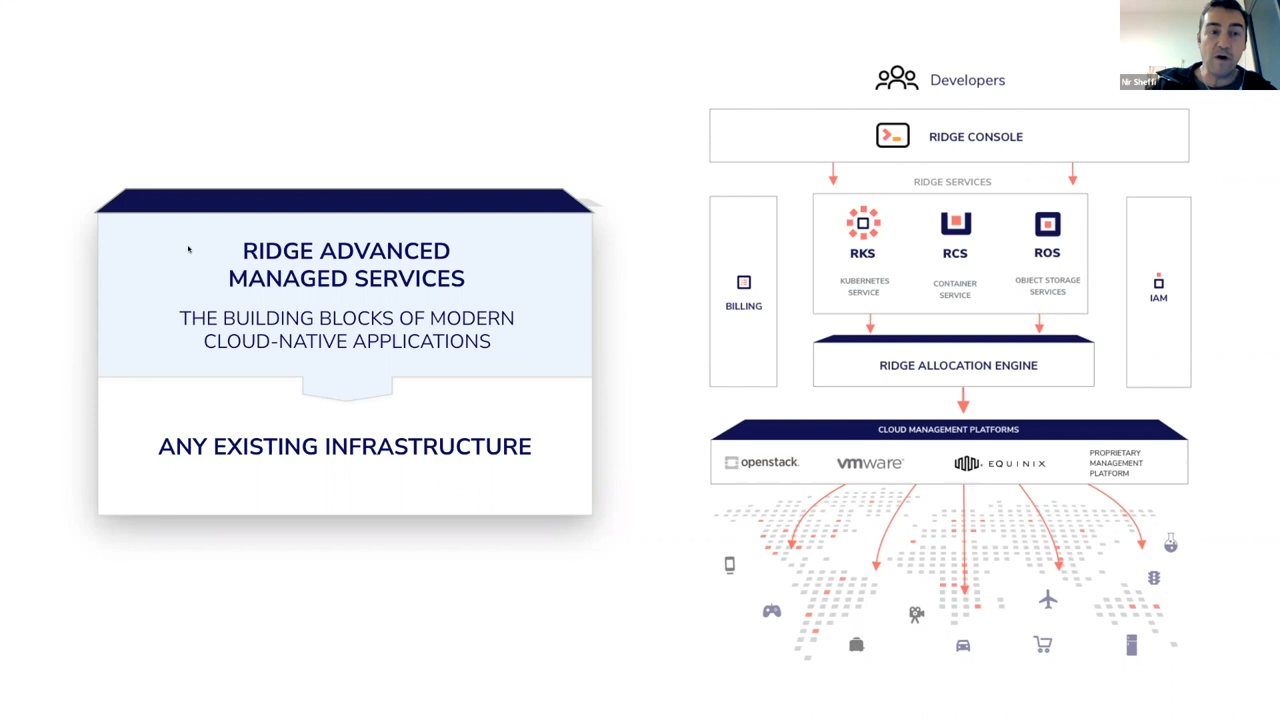 RIDGE ADVANCED
MANAGED SERVICES
THE BUILDING BLOCKS OF MODERN
CLOUD-NATIVE APPLICATIONS
ANY EXISTING INFRASTRUCTURE
Developers
RIDGE CONSOLE
RIDGE SERVICES
RKS
KUBERNETES
SERVICE
RCS
CONTAINER
SERVICE
ROS
OBJECT STORAGE
SERVICES
BILLING
IAM
RIDGE ALLOCATION ENGINE
CLOUD MANAGEMENT PLATFORMS
openstack.
vmware
EQUINIX
PROPRIETARY
MANAGEMENT
PLATFORM
Nir Sheffi